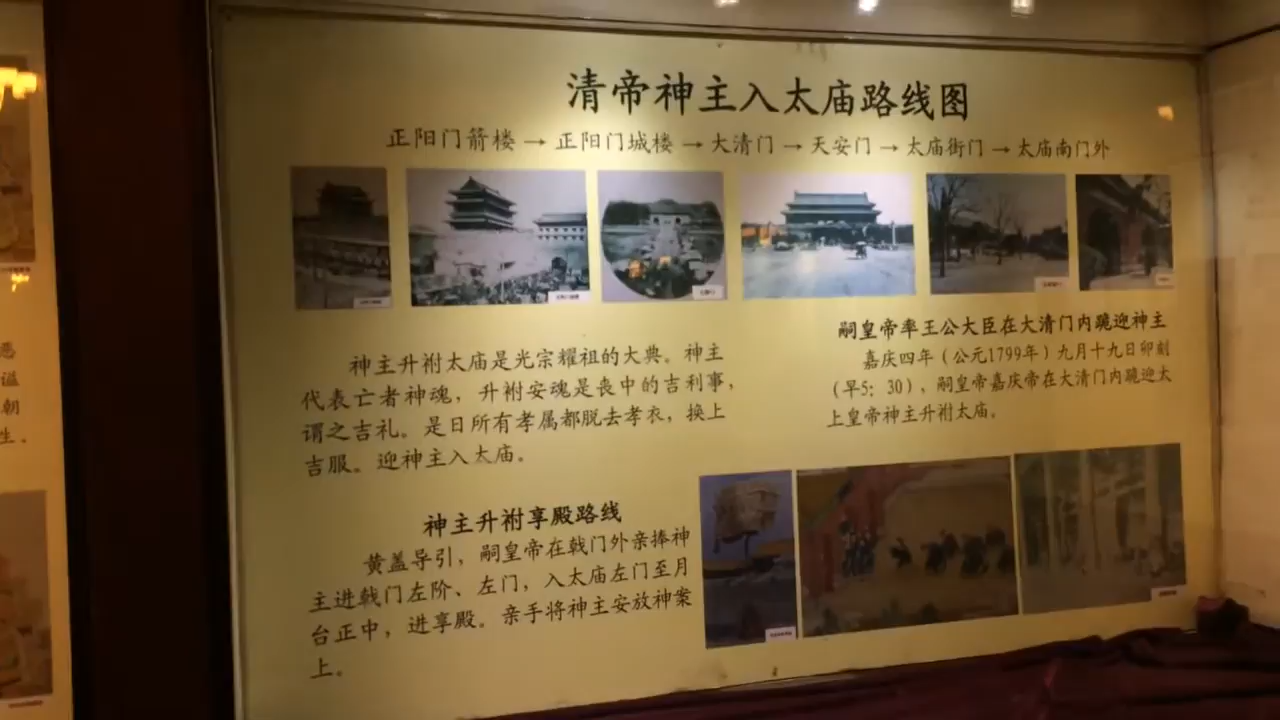 清帝神主入太庙路线图
正阳门箭楼→正阳门城楼→大清门→天安门→太庙街门→太庙南门外
神主升祔太庙是光宗耀祖的大典。神主
代表亡者神魂，升祔安魂是丧中的吉利事，
谓之吉礼。是日所有孝属都脱去孝衣，换上
吉服。迎神主入太庙。
嗣皇帝率王公大臣在大清门内跪迎神主
嘉庆四年（公元1799年）九月十九日卯刻
（早5：30），嗣皇帝嘉庆帝在大清门内跪迎太
上皇帝神主升祔太庙。
神主升祔享殿路线
黄盖导引，嗣皇帝在戟门外亲捧神
主进戟门左阶、左门，入太庙左门至月
台正中，进享殿。亲手将神主安放神案
上。
恶
谥
朝
生。